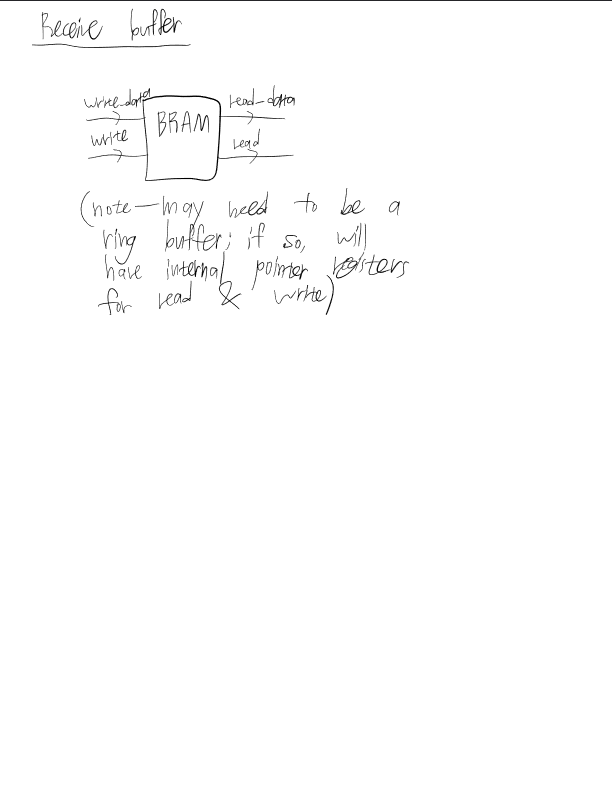 Receive buffer
write_data
read_data
BRAM
write
read
(note—may need to be a
ring buffer; if so, will
have internal pointer registers
for read & write)